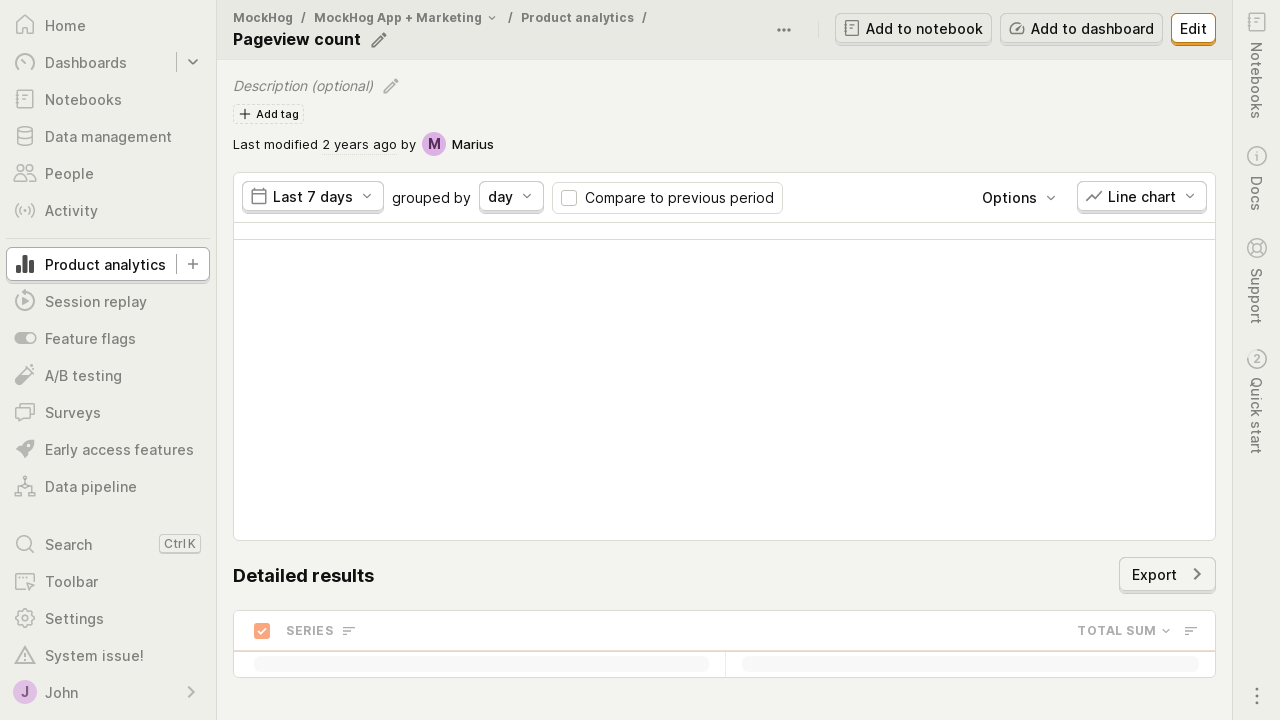 Home
Dashboards
Notebooks
Data management
People
Activity
Product analytics
Session replay
Feature flags
A/B testing
Surveys
Early access features
Data pipeline
Search Ctrl K
Toolbar
Settings
System issue!
J John
MockHog / MockHog App + Marketing / Product analytics /
Pageview count
Add to notebook Add to dashboard Edit
Description (optional)
Add tag
Last modified 2 years ago by M Marius
Last 7 days grouped by day Compare to previous period Options Line chart
Detailed results Export
SERIES TOTAL SUM
Notebooks
Docs
Support
2 Quick start